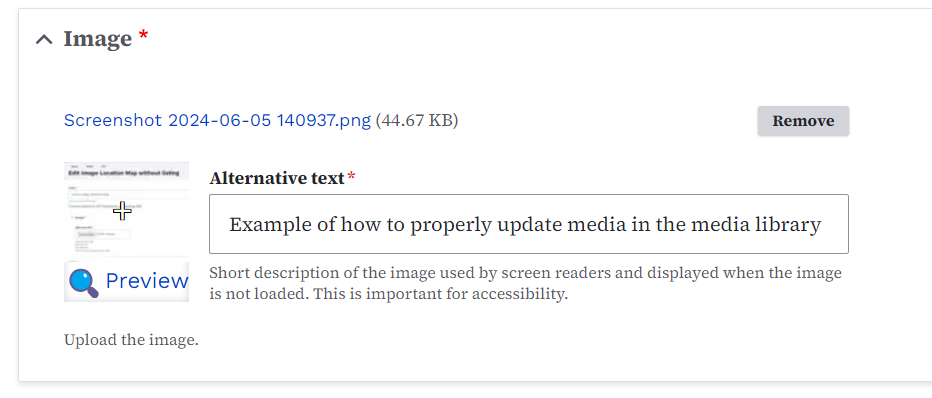 Image *
Screenshot 2024-06-05 140937.png (44.67 KB)
Remove
Edit Image Location Map without listing
Alternative text *
Example of how to properly update media in the media library
Preview
Short description of the image used by screen readers and displayed when the image
is not loaded. This is important for accessibility.
Upload the image.